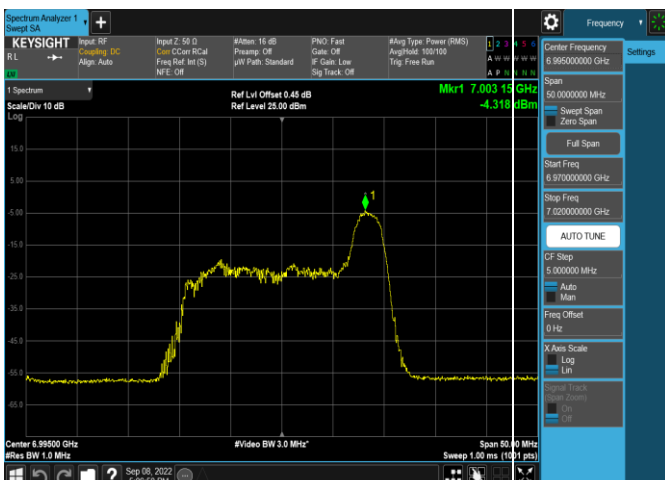 Spectrum Analyzer 1
Swept SA
+
Frequency
KEYSIGHT
RL
LW
Input: RF
Coupling: DC
Align: Auto
Input Z: 50 Ω
Corr CCorr RCal
Freq Ref: Int (S)
NFE: Off
#Atten: 16 dB
Preamp: Off
µW Path: Standard
PNO: Fast
Gate: Off
IF Gain: Low
Sig Track: Off
#Avg Type: Power (RMS)
Avg|Hold: 100/100
Trig: Free Run
1 2 3 4 5 6
A W W W W W
A P N N N N
1 Spectrum
Scale/Div 10 dB
Log
Ref Lvl Offset 0.45 dB
Ref Level 25.00 dBm
Mkr1 7.003 15 GHz
-4.318 dBm
15.0
5.00
-5.00
-15.0
-25.0
-35.0
-55.0
-65.0
1
Center 6.99500 GHz
#Res BW 1.0 MHz
#Video BW 3.0 MHz*
Span 50.00 MHz
Sweep 1.00 ms (1001 pts)
Sep 08, 2022
Center Frequency
6.995000000 GHz
Settings
Span
50.0000000 MHz
Swept Span
Zero Span
Full Span
Start Freq
6.970000000 GHz
Stop Freq
7.020000000 GHz
AUTO TUNE
CF Step
5.000000 MHz
Auto
Man
Freq Offset
0 Hz
X Axis Scale
Log
Lin
Signal Track
(Span Zoom)
On
Off